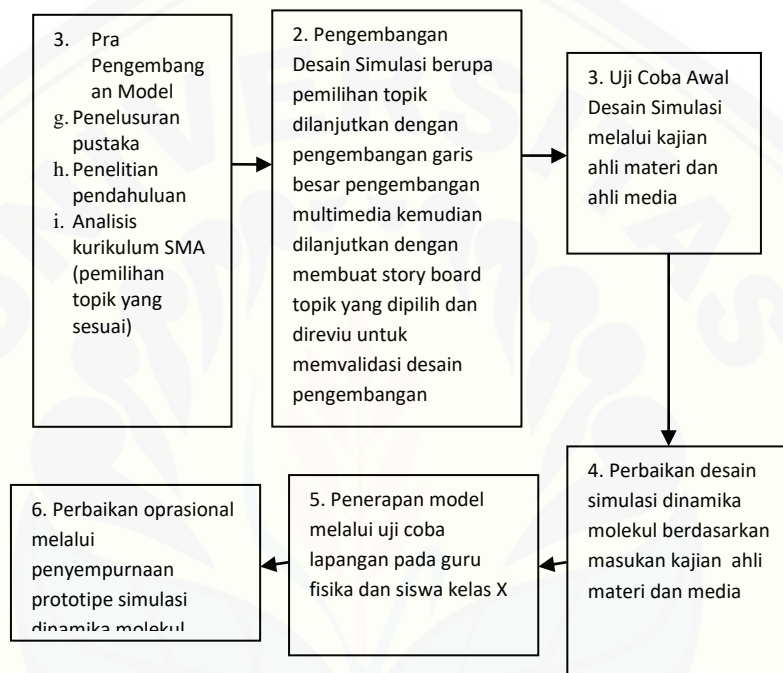 3. Pra
Pengembang
an Model
g. Penelusuran
pustaka
h. Penelitian
pendahuluan
i. Analisis
kurikulum SMA
(pemilihan
topik yang
sesuai)
2. Pengembangan
Desain Simulasi berupa
pemilihan topik
dilanjutkan dengan
pengembangan garis
besar pengembangan
multimedia kemudian
dilanjutkan dengan
membuat story board
topik yang dipilih dan
direviu untuk
memvalidasi desain
pengembangan
3. Uji Coba Awal
Desain Simulasi
melalui kajian
ahli materi dan
ahli media
4. Perbaikan desain
simulasi dinamika
molekul berdasarkan
masukan kajian ahli
materi dan media
5. Penerapan model
melalui uji coba
lapangan pada guru
fisika dan siswa kelas X
6. Perbaikan oprasional
melalui
penyempurnaan
prototipe simulasi
dinamika molekul